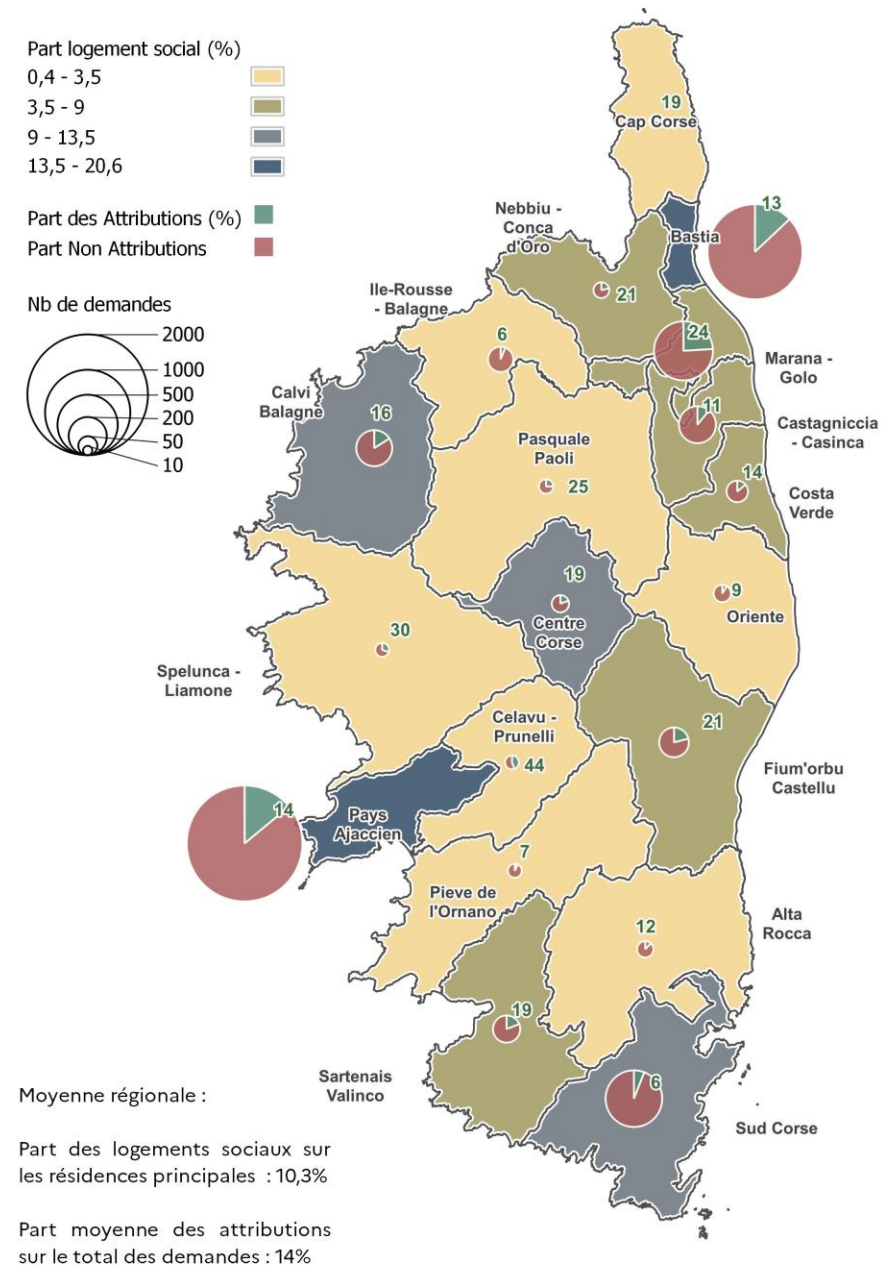 Part logement social (%)
0,4 - 3,5
3,5 - 9
9 - 13,5
13,5 - 20,6
Part des Attributions (%)
Part Non Attributions
Nb de demandes
2000
1000
500
200
50
10
19
Cap Corse
13
Bastia
Nebbiu -
Conca
d'Oro
21
Ile-Rousse
- Balagne
6
24
Marana -
Golo
Calvi
Balagne
16
11
Castagniccia
- Casinca
Pasquale
Paoli
25
14
Costa
Verde
19
Centre
Corse
9
Oriente
30
Spelunca -
Liamone
Celavu -
Prunelli
44
21
Fium'orbu
Castellu
14
Pays
Ajaccien
7
Pieve de
l'Ornano
12
Alta
Rocca
19
Sartenais
Valinco
6
Sud Corse
Moyenne régionale :
Part des logements sociaux sur
les résidences principales : 10,3%
Part moyenne des attributions
sur le total des demandes : 14%